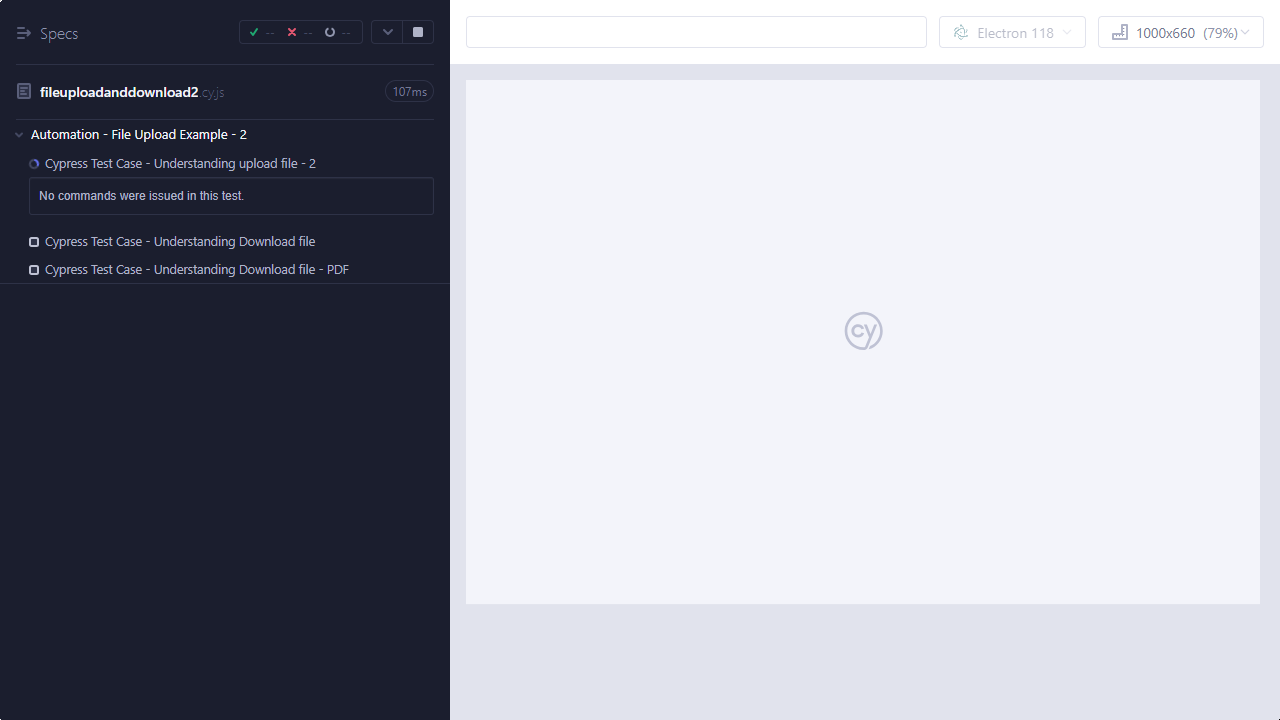 Specs
-- -- --
Electron 118
1000x660 (79%)
fileuploadanddownload2.cy.js
107ms
Automation - File Upload Example - 2
Cypress Test Case - Understanding upload file - 2
No commands were issued in this test.
Cypress Test Case - Understanding Download file
Cypress Test Case - Understanding Download file - PDF
cy